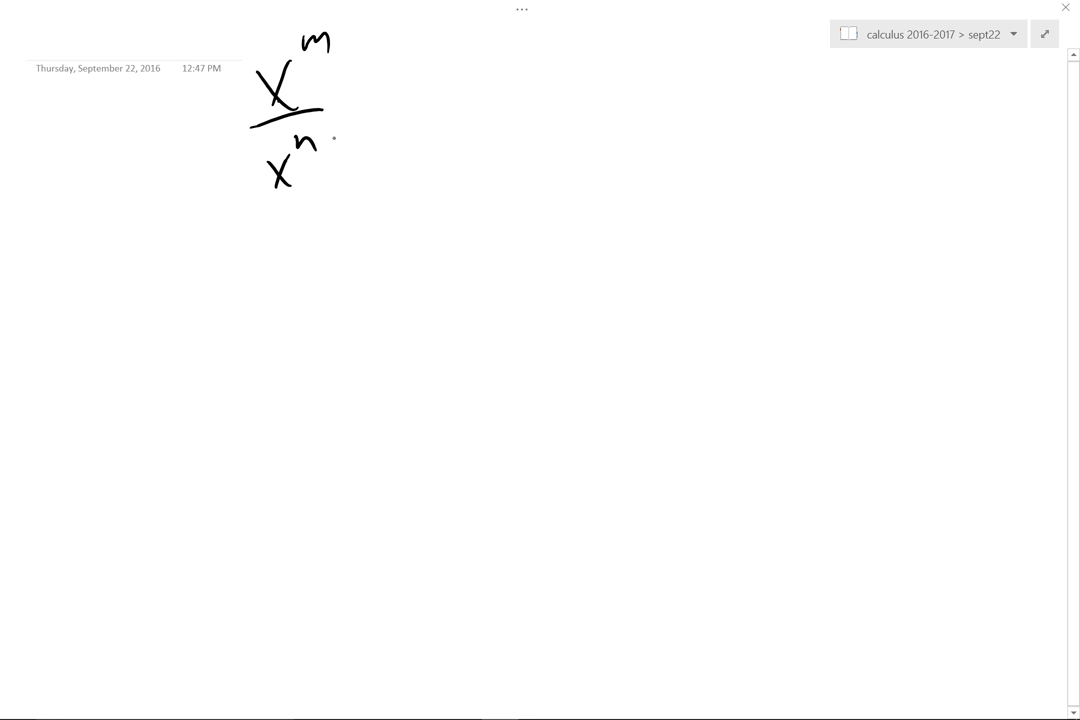 ...
calculus 2016-2017 > sept22
Thursday, September 22, 2016 12:47 PM
x^m
x^n